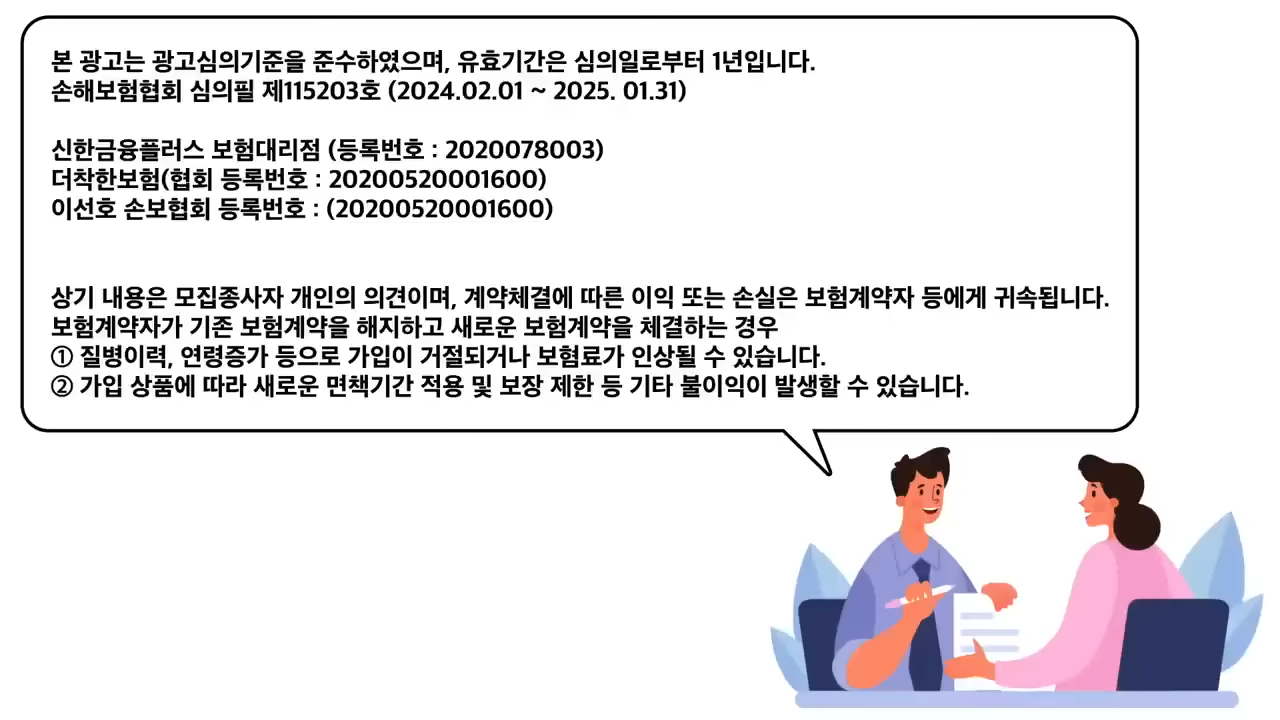 본 광고는 광고심의기준을 준수하였으며, 유효기간은 심의일로부터 1년입니다.
손해보험협회 심의필 제115203호 (2024.02.01 ~ 2025. 01.31)
신한금융플러스 보험대리점 (등록번호 : 2020078003)
더착한보험(협회 등록번호 : 20200520001600)
이선호 손보협회 등록번호 : (20200520001600)
상기 내용은 모집종사자 개인의 의견이며, 계약체결에 따른 이익 또는 손실은 보험계약자 등에게 귀속됩니다.
보험계약자가 기존 보험계약을 해지하고 새로운 보험계약을 체결하는 경우
① 질병이력, 연령증가 등으로 가입이 거절되거나 보험료가 인상될 수 있습니다.
② 가입 상품에 따라 새로운 면책기간 적용 및 보장 제한 등 기타 불이익이 발생할 수 있습니다.